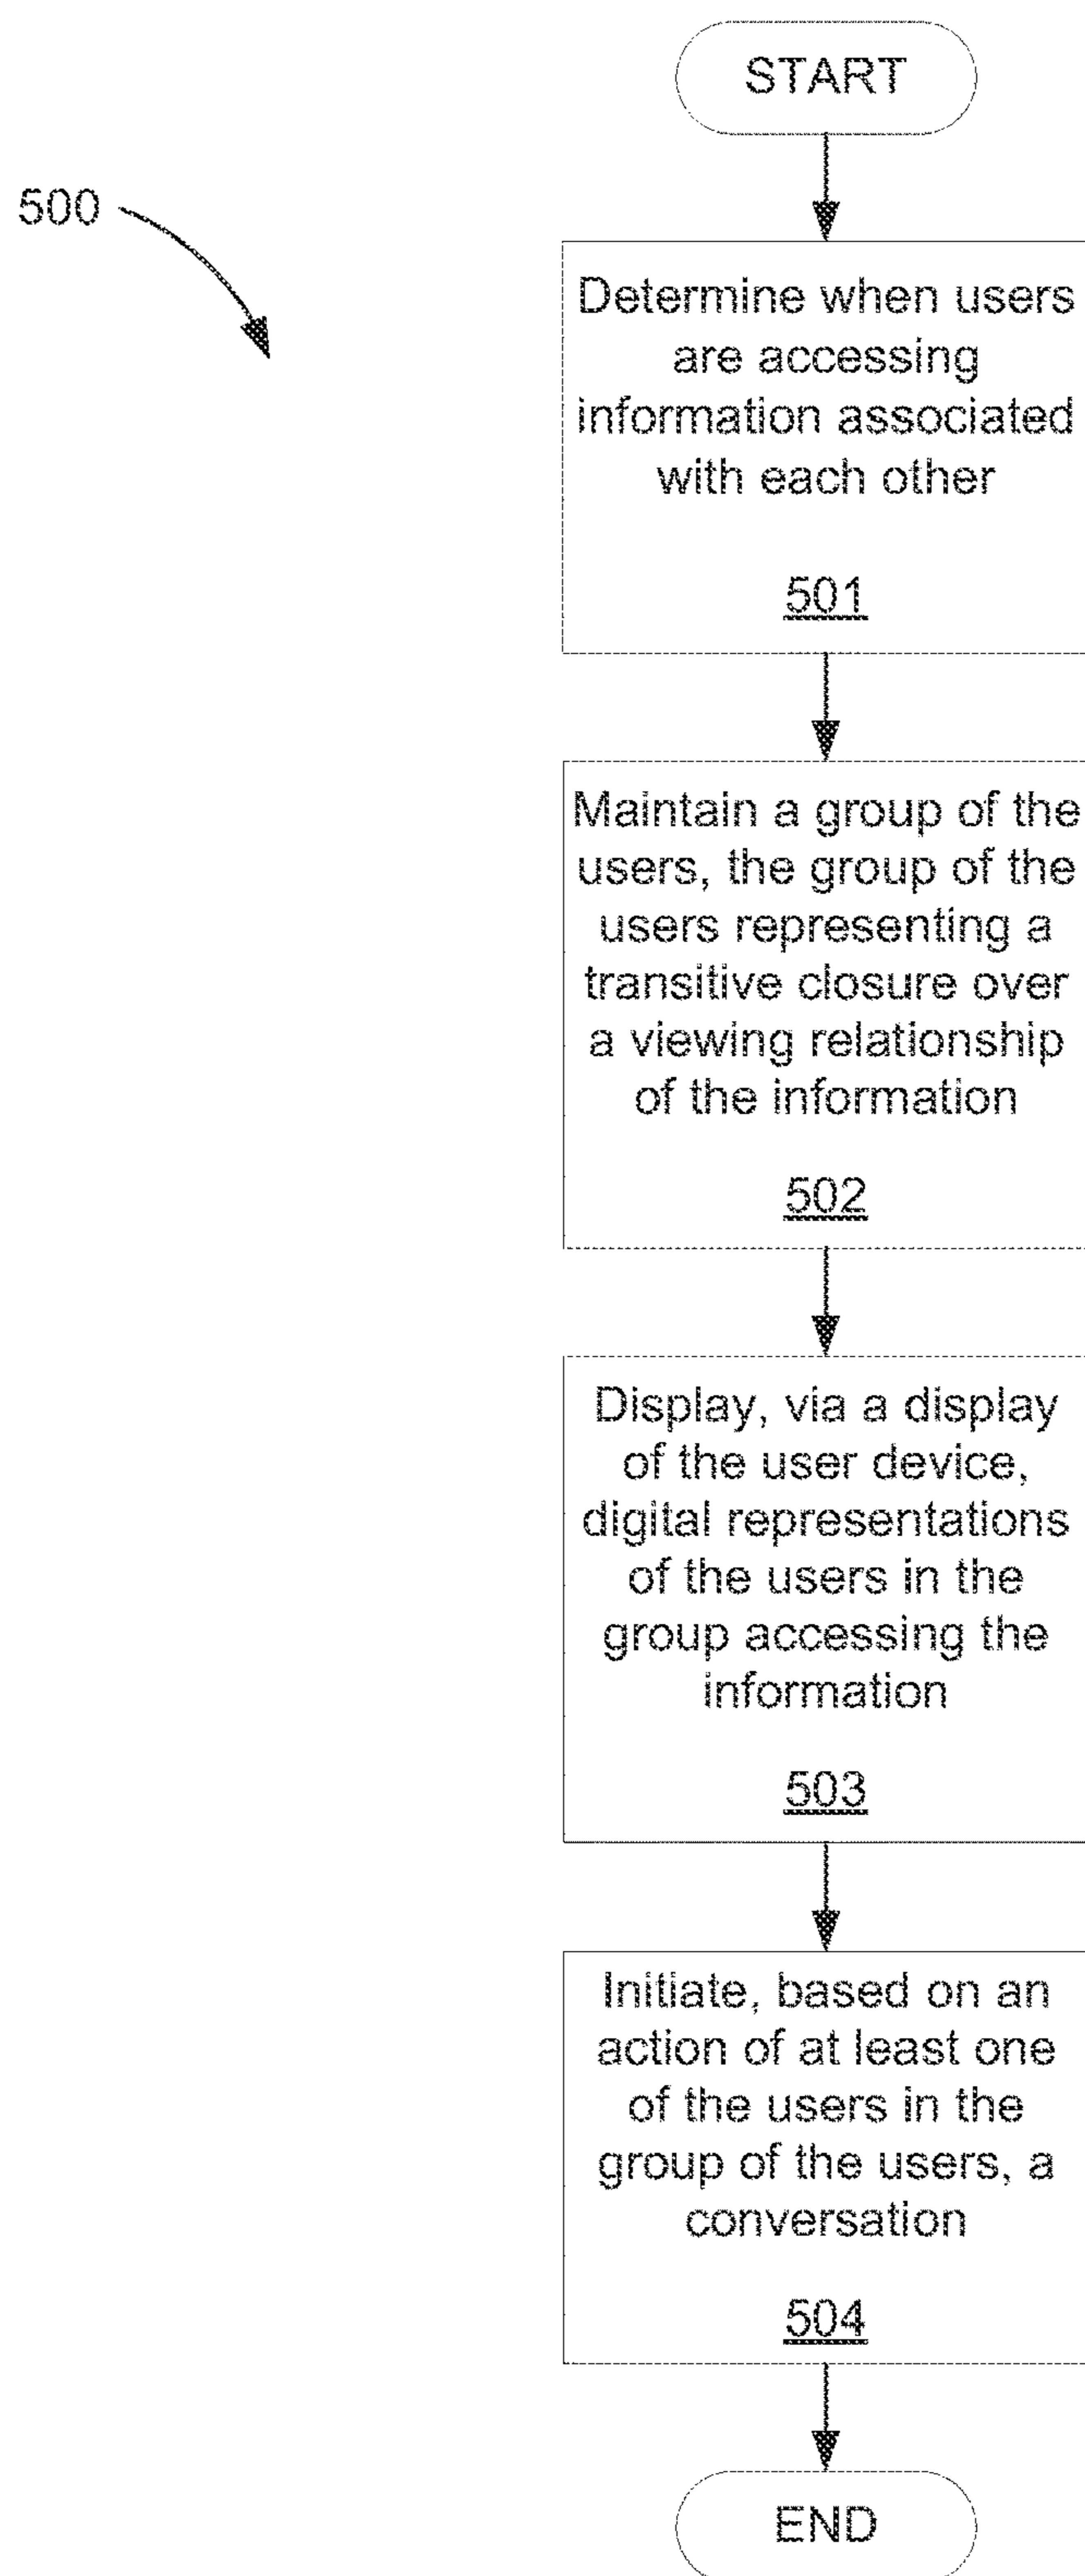 START
500
Determine when users
are accessing
information associated
with each other
501
Maintain a group of the
users, the group of the
users representing a
transitive closure over
a viewing relationship
of the information
502
Display, via a display
of the user device,
digital representations
of the users in the
group accessing the
information
503
Initiate, based on an
action of at least one
of the users in the
group of the users, a
conversation
504
END